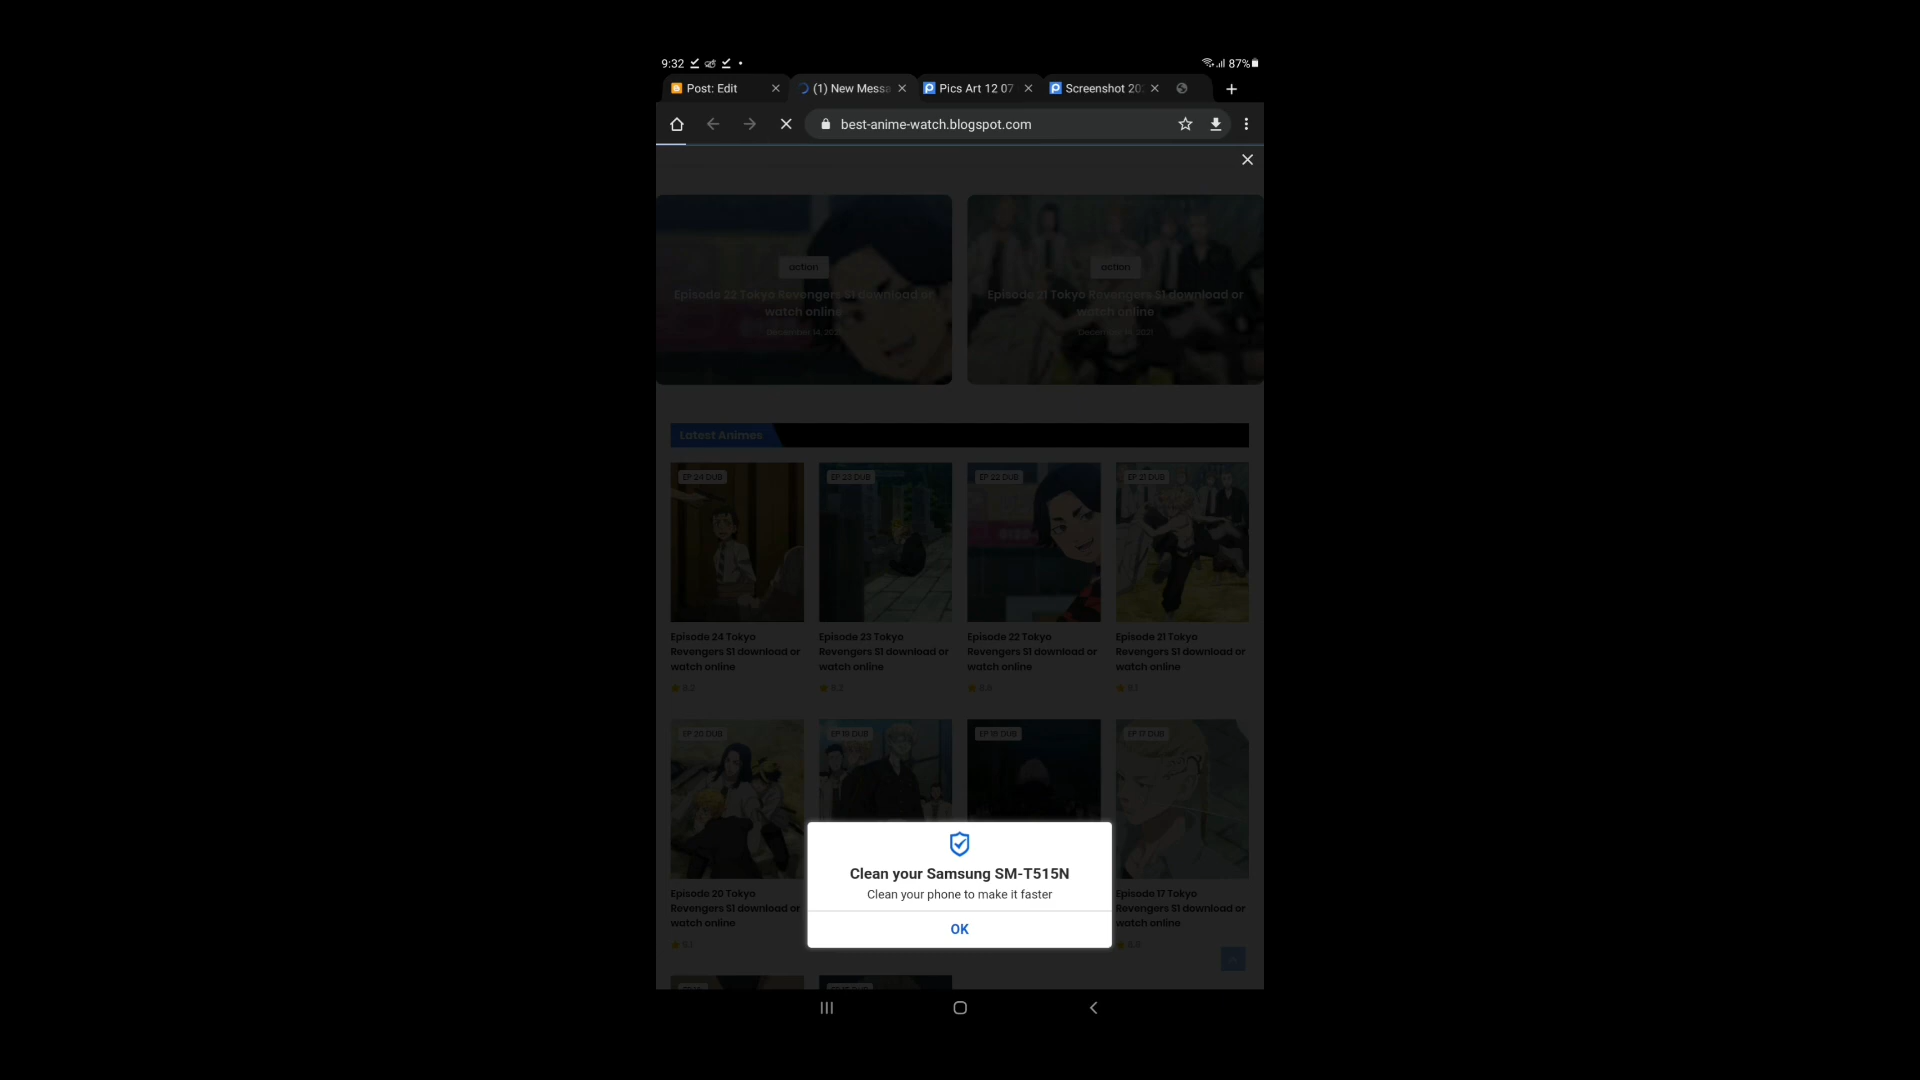 9:32
87%
Post: Edit
(1) New Messa
Pics Art 12 07
Screenshot 20
best-anime-watch.blogspot.com
action
Episode 22 Tokyo Revengers S1 download or
watch online
action
Episode 21 Tokyo Revengers S1 download or
watch online
December 14, 2021
Latest Animes
EP 24 DUB
EP 23 DUB
EP 22 DUB
EP 21 DUB
Episode 24 Tokyo
Revengers S1 download or
watch online
Episode 23 Tokyo
Revengers S1 download or
watch online
Episode 22 Tokyo
Revengers S1 download or
watch online
Episode 21 Tokyo
Revengers S1 download or
watch online
EP 20 DUB
EP 19 DUB
EP 17 DUB
Episode 20 Tokyo
Revengers S1 download or
watch online
Episode 17 Tokyo
Revengers S1 download or
watch online
Clean your Samsung SM-T515N
Clean your phone to make it faster
OK